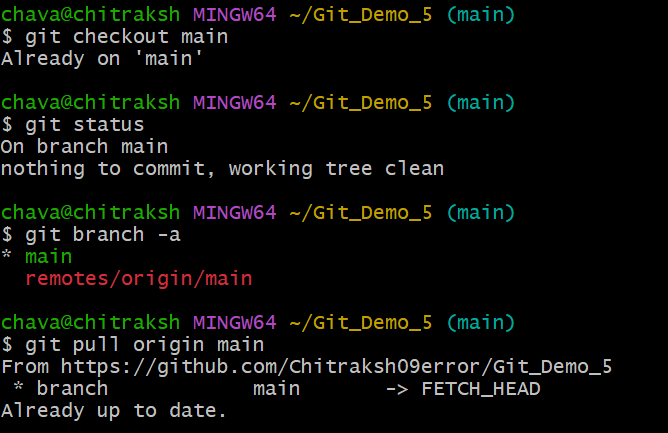 chava@chitraksh MINGW64 ~/Git_Demo_5 (main)
$ git checkout main
Already on 'main'
chava@chitraksh MINGW64 ~/Git_Demo_5 (main)
$ git status
On branch main
nothing to commit, working tree clean
chava@chitraksh MINGW64 ~/Git_Demo_5 (main)
$ git branch -a
* main
  remotes/origin/main
chava@chitraksh MINGW64 ~/Git_Demo_5 (main)
$ git pull origin main
From https://github.com/Chitraksh09error/Git_Demo_5
 * branch            main       -> FETCH_HEAD
Already up to date.